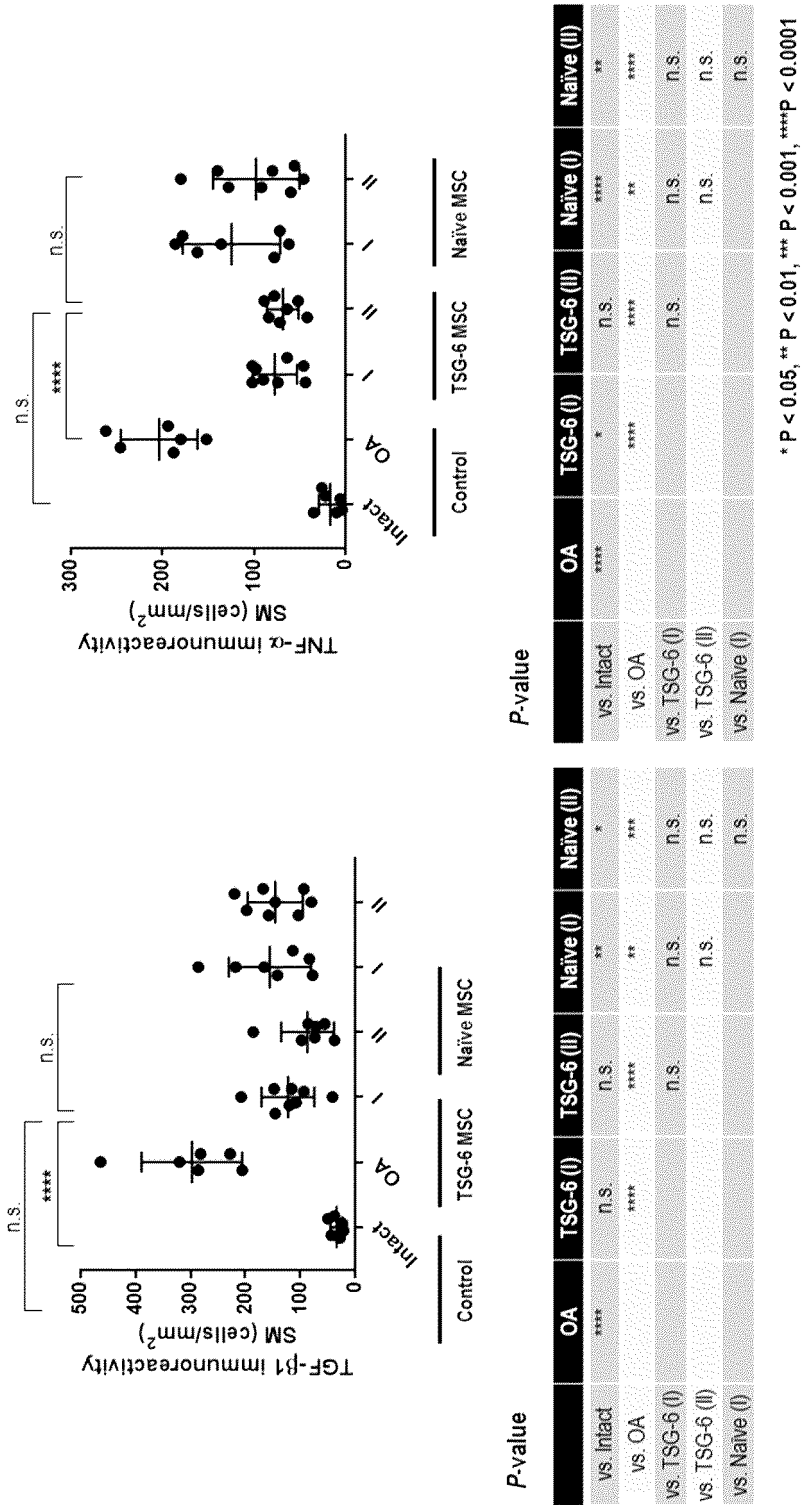 n.s.
****
n.s.
TGF-β1 immunoreactivity
SM (cells/mm²)
500
400
300
200
100
0
Intact
OA
I
II
I
II
Control
TSG-6 MSC
Naïve MSC
P-value
OA TSG-6 (I) TSG-6 (II) Naïve (I) Naïve (II)
vs. Intact **** n.s. n.s. ** *
vs. OA **** **** ** ***
vs. TSG-6 (I) n.s. n.s. n.s.
vs. TSG-6 (II) n.s. n.s.
vs. Naïve (I) n.s.
n.s.
****
n.s.
TNF-α immunoreactivity
SM (cells/mm²)
300
200
100
0
Intact
OA
I
II
I
II
Control
TSG-6 MSC
Naïve MSC
P-value
OA TSG-6 (I) TSG-6 (II) Naïve (I) Naïve (II)
vs. Intact **** * n.s. **** **
vs. OA **** **** ** ****
vs. TSG-6 (I) n.s. n.s. n.s.
vs. TSG-6 (II) n.s. n.s.
vs. Naïve (I) n.s.
* P < 0.05, ** P < 0.01, *** P < 0.001, ****P < 0.0001